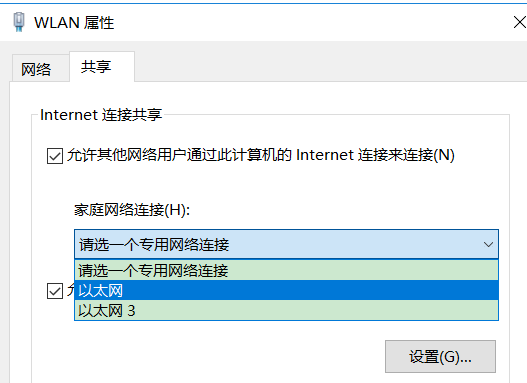 WLAN 属性
网络
共享
Internet 连接共享
允许其他网络用户通过此计算机的 Internet 连接来连接(N)
家庭网络连接(H):
请选一个专用网络连接
请选一个专用网络连接
以太网
以太网 3
设置(G)...